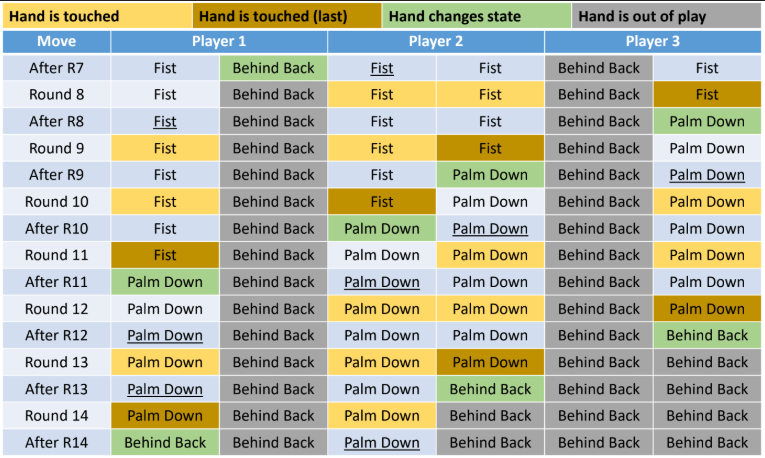 Hand is touched Hand is touched (last) Hand changes state Hand is out of play
Move Player 1 Player 2 Player 3
After R7 Fist Behind Back Fist Fist Behind Back Fist
Round 8 Fist Behind Back Fist Fist Behind Back Fist
After R8 Fist Behind Back Fist Fist Behind Back Palm Down
Round 9 Fist Behind Back Fist Fist Behind Back Palm Down
After R9 Fist Behind Back Fist Palm Down Behind Back Palm Down
Round 10 Fist Behind Back Fist Palm Down Behind Back Palm Down
After R10 Fist Behind Back Palm Down Palm Down Behind Back Palm Down
Round 11 Fist Behind Back Palm Down Palm Down Behind Back Palm Down
After R11 Palm Down Behind Back Palm Down Palm Down Behind Back Palm Down
Round 12 Palm Down Behind Back Palm Down Palm Down Behind Back Palm Down
After R12 Palm Down Behind Back Palm Down Palm Down Behind Back Behind Back
Round 13 Palm Down Behind Back Palm Down Palm Down Behind Back Behind Back
After R13 Palm Down Behind Back Palm Down Behind Back Behind Back Behind Back
Round 14 Palm Down Behind Back Palm Down Behind Back Behind Back Behind Back
After R14 Behind Back Behind Back Palm Down Behind Back Behind Back Behind Back